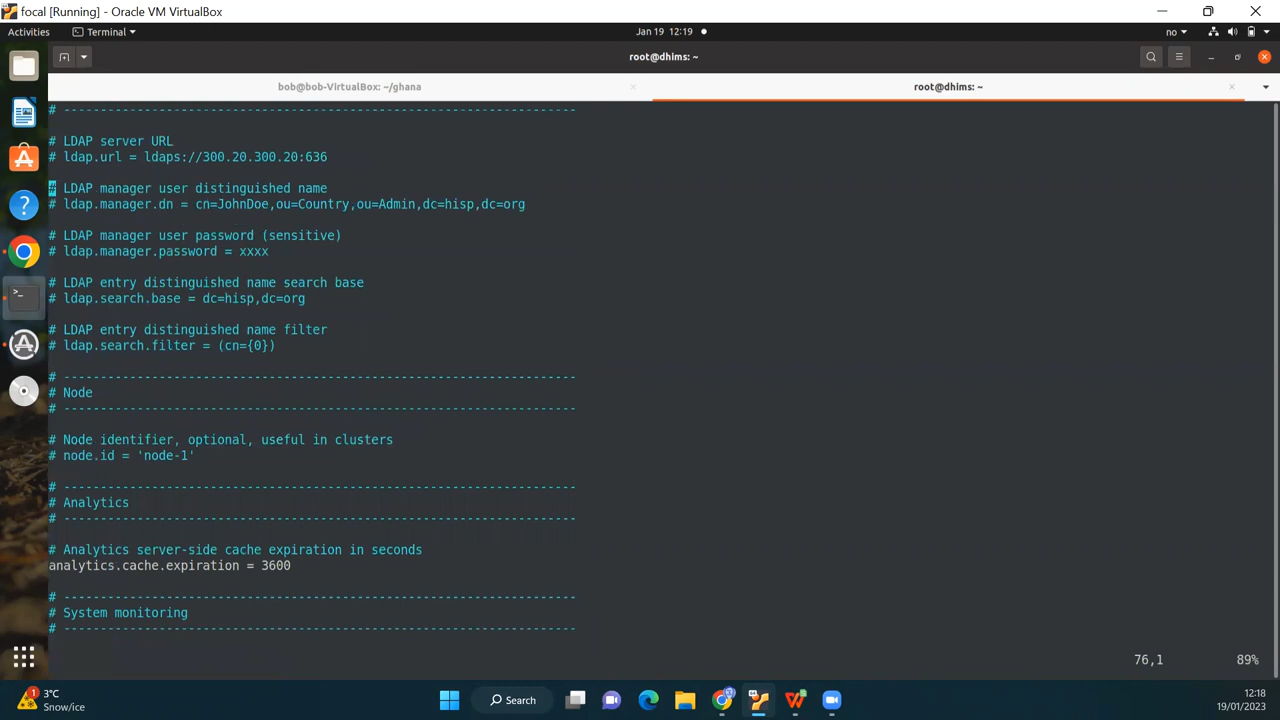 focal [Running] - Oracle VM VirtualBox
Activities
Terminal
Jan 19 12:19
no
root@dhims: ~
bob@bob-VirtualBox: ~/ghana
root@dhims: ~
# ----------------------------------------------------------------------
# LDAP server URL
# ldap.url = ldaps://300.20.300.20:636
# LDAP manager user distinguished name
# ldap.manager.dn = cn=JohnDoe,ou=Country,ou=Admin,dc=hisp,dc=org
# LDAP manager user password (sensitive)
# ldap.manager.password = xxxx
# LDAP entry distinguished name search base
# ldap.search.base = dc=hisp,dc=org
# LDAP entry distinguished name filter
# ldap.search.filter = (cn={0})
# ----------------------------------------------------------------------
# Node
# ----------------------------------------------------------------------
# Node identifier, optional, useful in clusters
# node.id = 'node-1'
# ----------------------------------------------------------------------
# Analytics
# ----------------------------------------------------------------------
# Analytics server-side cache expiration in seconds
analytics.cache.expiration = 3600
# ----------------------------------------------------------------------
# System monitoring
# ----------------------------------------------------------------------
76,1
89%
1
3°C
Snow/ice
Search
12:18
19/01/2023